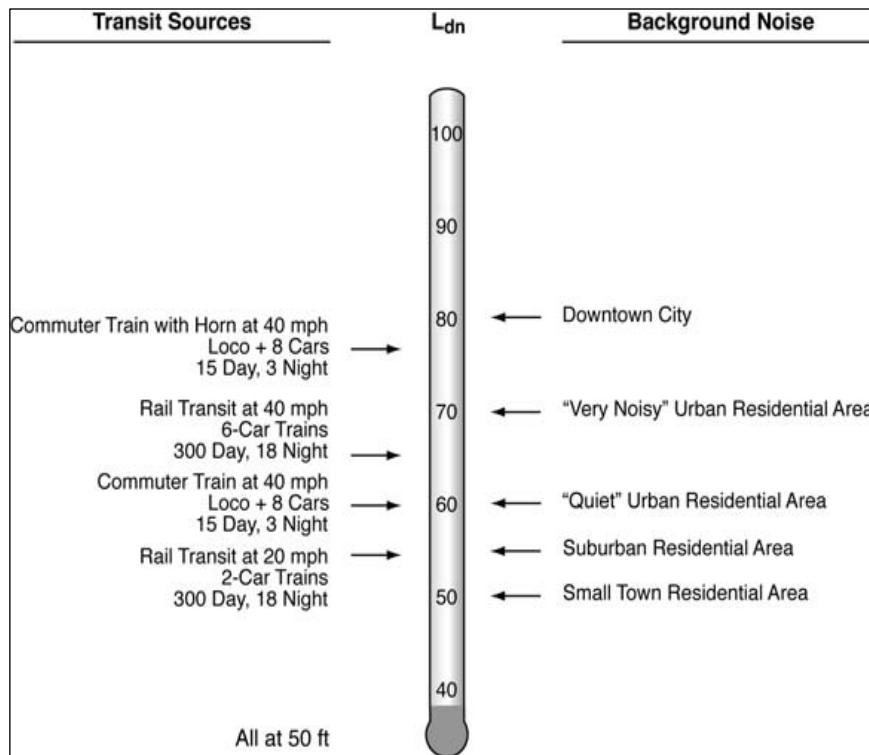 Transit Sources
Ldn
Background Noise
100
90
80
70
60
50
40
Commuter Train with Horn at 40 mph
Loco + 8 Cars
15 Day, 3 Night
Rail Transit at 40 mph
6-Car Trains
300 Day, 18 Night
Commuter Train at 40 mph
Loco + 8 Cars
15 Day, 3 Night
Rail Transit at 20 mph
2-Car Trains
300 Day, 18 Night
All at 50 ft
Downtown City
“Very Noisy” Urban Residential Area
“Quiet” Urban Residential Area
Suburban Residential Area
Small Town Residential Area